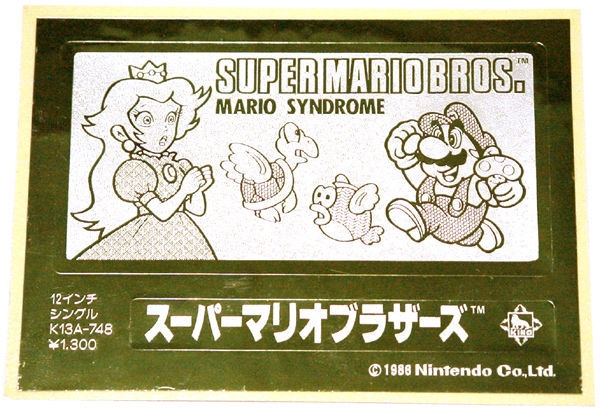 SUPER MARIO BROS.™
MARIO SYNDROME
12インチ
シングル
K13A-748
¥1,300
スーパーマリオブラザーズ™
KING
©1986 Nintendo Co.,Ltd.